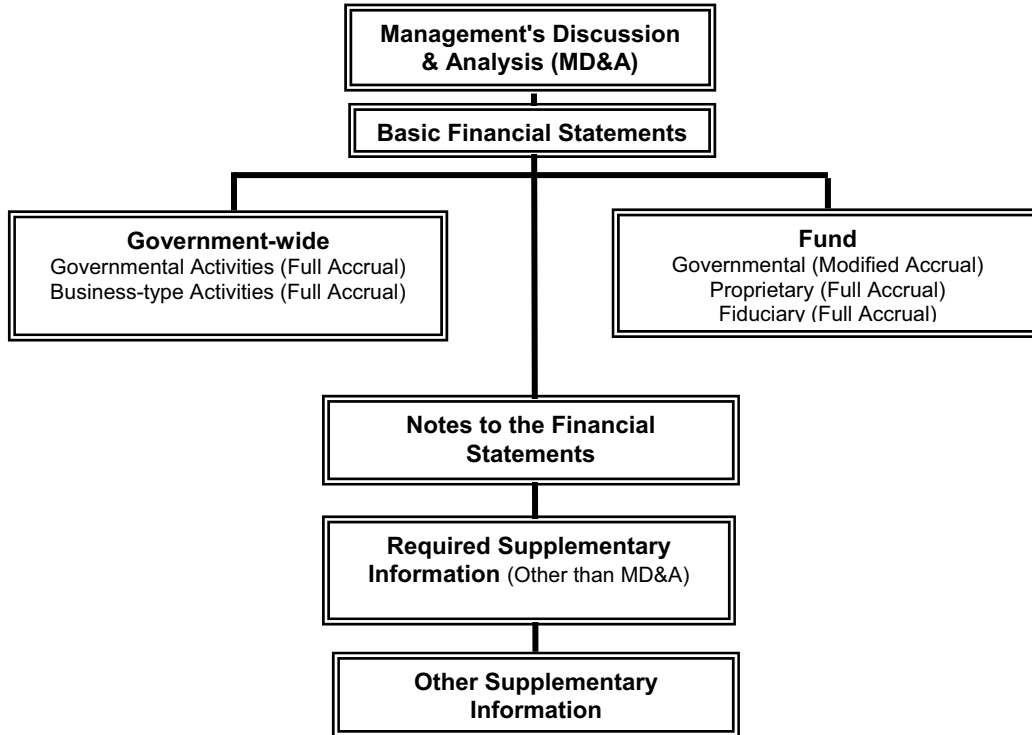 Management's Discussion
& Analysis (MD&A)
Basic Financial Statements
Government-wide
Governmental Activities (Full Accrual)
Business-type Activities (Full Accrual)
Fund
Governmental (Modified Accrual)
Proprietary (Full Accrual)
Fiduciary (Full Accrual)
Notes to the Financial
Statements
Required Supplementary
Information (Other than MD&A)
Other Supplementary
Information